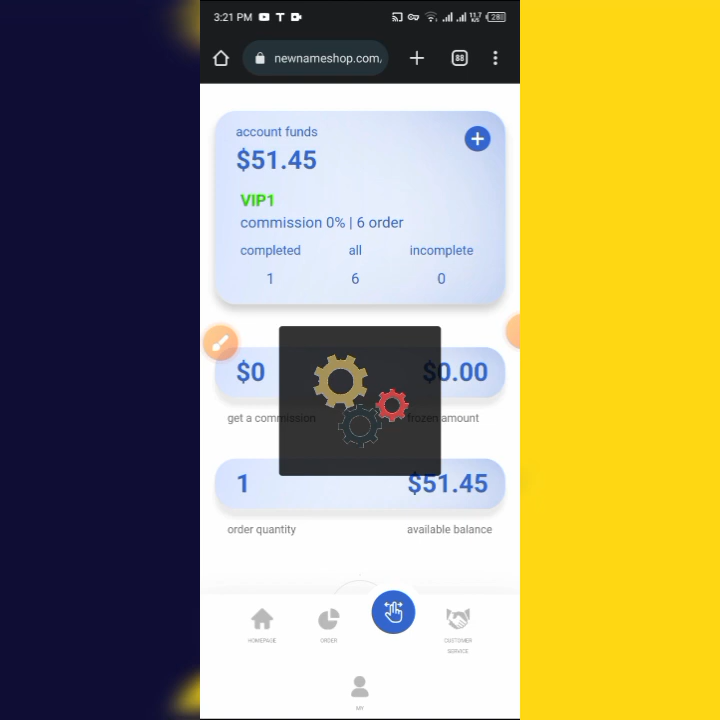 3:21 PM
28
newnameshop.com/
88
account funds
$51.45
VIP1
commission 0% | 6 order
completed all incomplete
1 6 0
$0 $0.00
get a commission frozen amount
1 $51.45
order quantity available balance
HOMEPAGE ORDER CUSTOMER
SERVICE
MY